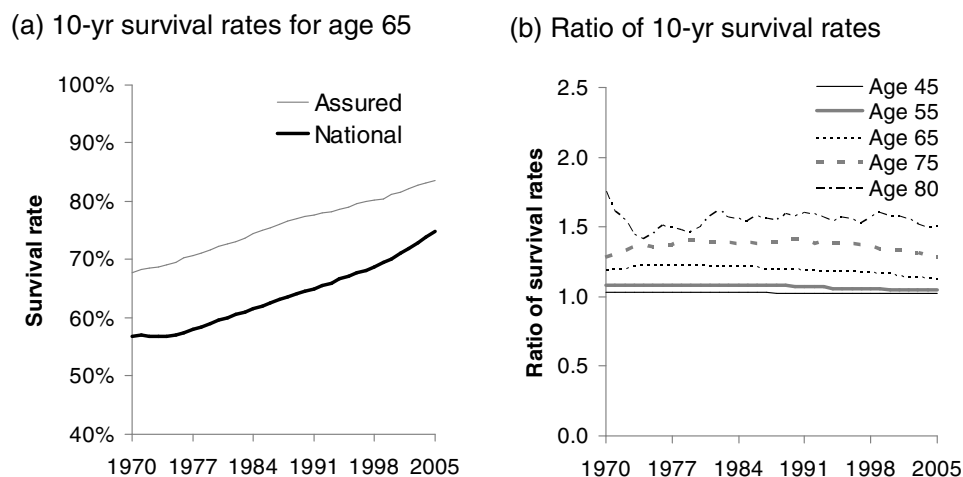 (a) 10-yr survival rates for age 65
100%
90%
80%
70%
60%
50%
40%
Survival rate
Assured
National
1970 1977 1984 1991 1998 2005
(b) Ratio of 10-yr survival rates
2.5
2.0
1.5
1.0
0.5
0.0
Ratio of survival rates
Age 45
Age 55
Age 65
Age 75
Age 80
1970 1977 1984 1991 1998 2005